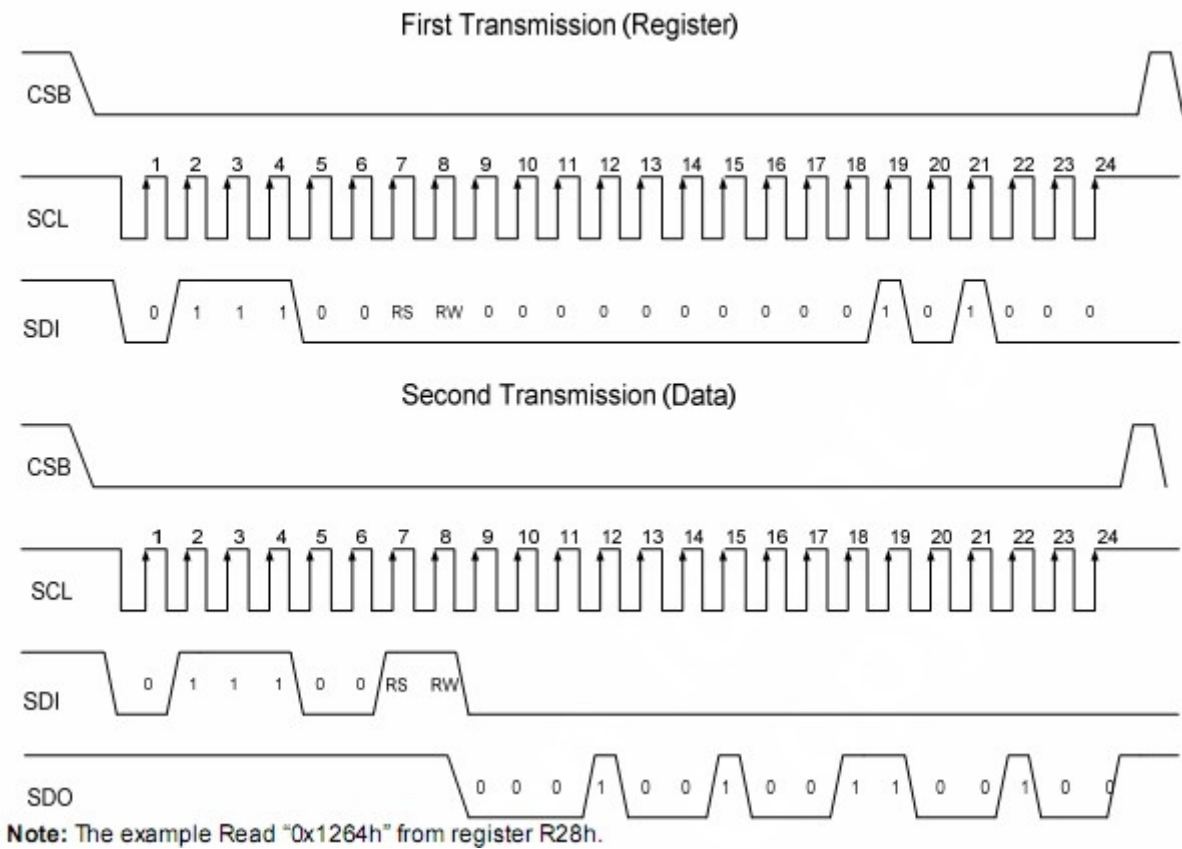 First Transmission (Register)
CSB
1 2 3 4 5 6 7 8 9 10 11 12 13 14 15 16 17 18 19 20 21 22 23 24
SCL
0 1 1 1 0 0 RS RW 0 0 0 0 0 0 0 0 0 0 1 0 1 0 0 0
SDI
Second Transmission (Data)
CSB
1 2 3 4 5 6 7 8 9 10 11 12 13 14 15 16 17 18 19 20 21 22 23 24
SCL
0 1 1 1 0 0 RS RW
SDI
0 0 0 1 0 0 1 0 0 1 1 0 0 1 0 0
SDO
Note: The example Read “0x1264h” from register R28h.